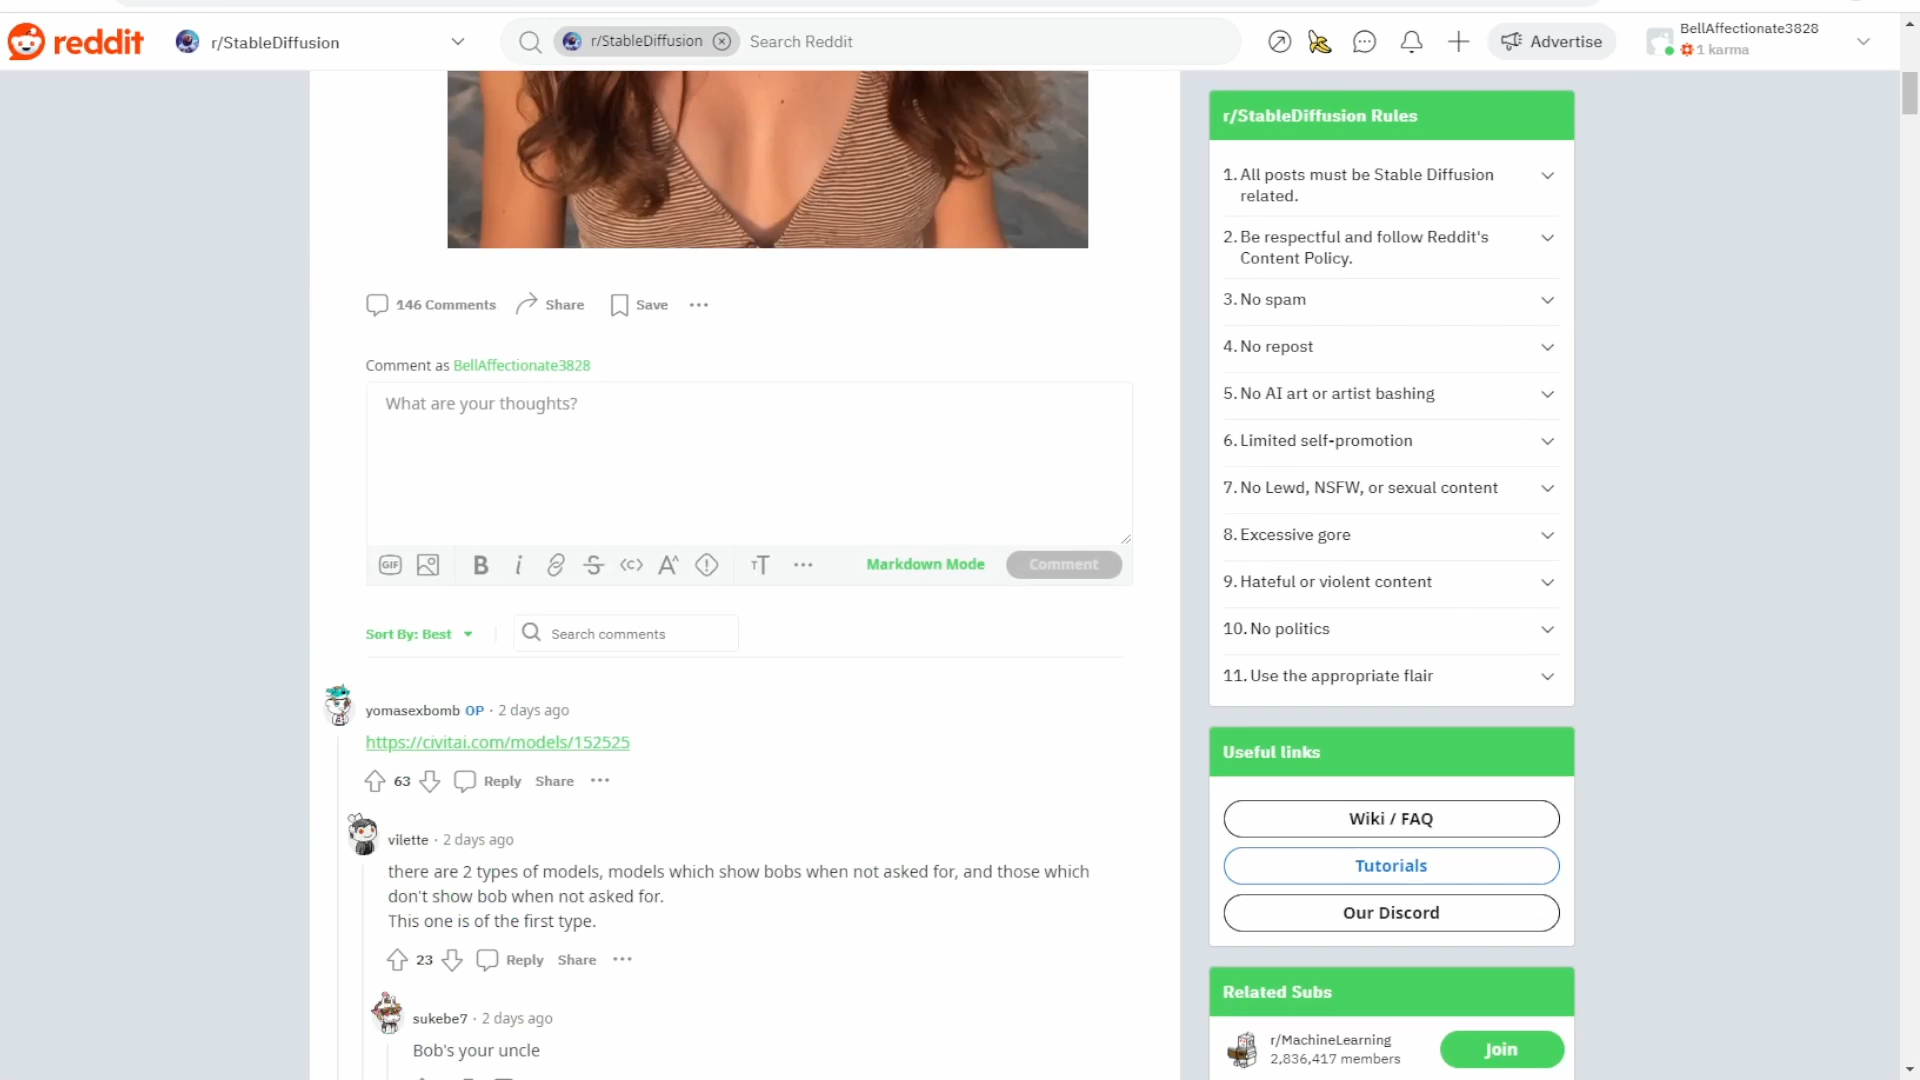 reddit
r/StableDiffusion
r/StableDiffusion
Search Reddit
Advertise
BellAffectionate3828
1 karma
146 Comments
Share
Save
Comment as BellAffectionate3828
What are your thoughts?
GIF
B
i
Markdown Mode
Comment
Sort By: Best
Search comments
yomasexbomb OP · 2 days ago
https://civitai.com/models/152525
63
Reply
Share
vilette · 2 days ago
there are 2 types of models, models which show bobs when not asked for, and those which
don't show bob when not asked for.
This one is of the first type.
23
Reply
Share
sukebe7 · 2 days ago
Bob's your uncle
r/StableDiffusion Rules
1. All posts must be Stable Diffusion
related.
2. Be respectful and follow Reddit's
Content Policy.
3. No spam
4. No repost
5. No AI art or artist bashing
6. Limited self-promotion
7. No Lewd, NSFW, or sexual content
8. Excessive gore
9. Hateful or violent content
10. No politics
11. Use the appropriate flair
Useful links
Wiki / FAQ
Tutorials
Our Discord
Related Subs
r/MachineLearning
2,836,417 members
Join